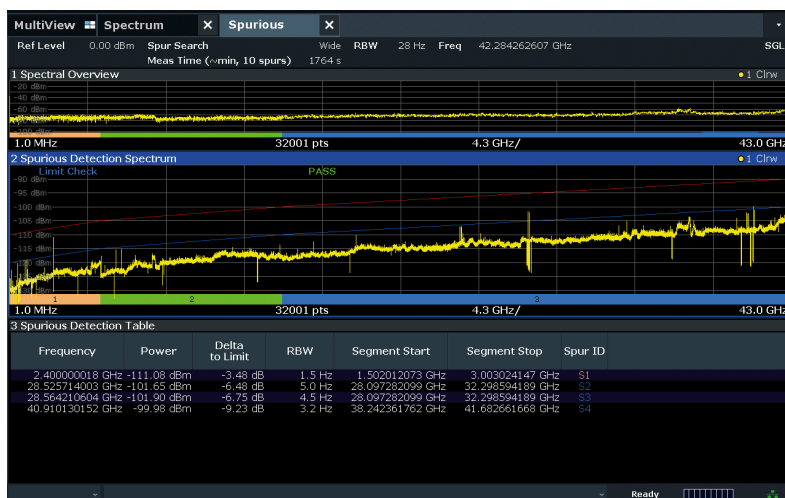 MultiView Spectrum X Spurious X
Ref Level 0.00 dBm Spur Search Wide RBW 28 Hz Freq 42.284262607 GHz SGL
Meas Time (~min, 10 spurs) 1764 s
1 Spectral Overview 1 Clrw
-20 dBm
-40 dBm
-60 dBm
1.0 MHz 32001 pts 4.3 GHz/ 43.0 GHz
2 Spurious Detection Spectrum 1 Clrw
Limit Check PASS
-90 dBm
-95 dBm
-100 dBm
-105 dBm
-110 dBm
-115 dBm
1 2 3
1.0 MHz 32001 pts 4.3 GHz/ 43.0 GHz
3 Spurious Detection Table
Frequency Power Delta to Limit RBW Segment Start Segment Stop Spur ID
2.400000018 GHz -111.08 dBm -3.48 dB 1.5 Hz 1.502012073 GHz 3.003024147 GHz S1
28.525714003 GHz -101.65 dBm -6.48 dB 5.0 Hz 28.097282099 GHz 32.298594189 GHz S2
28.564210604 GHz -101.90 dBm -6.75 dB 4.5 Hz 28.097282099 GHz 32.298594189 GHz S3
40.910130152 GHz -99.98 dBm -9.23 dB 3.2 Hz 38.242361762 GHz 41.682661668 GHz S4
Ready